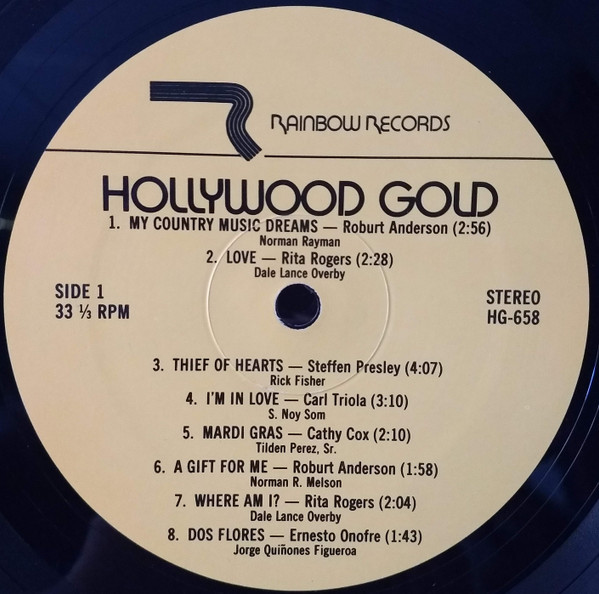 RAINBOW RECORDS
HOLLYWOOD GOLD
1. MY COUNTRY MUSIC DREAMS — Roburt Anderson (2:56)
Norman Rayman
2. LOVE — Rita Rogers (2:28)
Dale Lance Overby
SIDE 1
33 ⅓ RPM
STEREO
HG-658
3. THIEF OF HEARTS — Steffen Presley (4:07)
Rick Fisher
4. I'M IN LOVE — Carl Triola (3:10)
S. Noy Som
5. MARDI GRAS — Cathy Cox (2:10)
Tilden Perez, Sr.
6. A GIFT FOR ME — Roburt Anderson (1:58)
Norman R. Melson
7. WHERE AM I? — Rita Rogers (2:04)
Dale Lance Overby
8. DOS FLORES — Ernesto Onofre (1:43)
Jorge Quiñones Figueroa